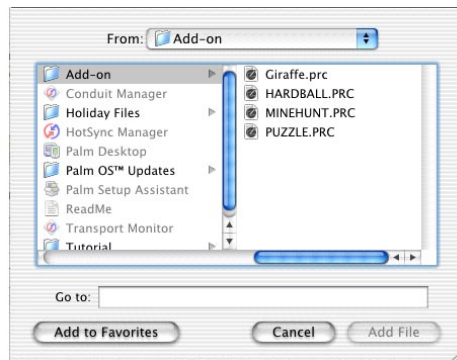 From: Add-on
Add-on
Conduit Manager
Holiday Files
HotSync Manager
Palm Desktop
Palm OS™ Updates
Palm Setup Assistant
ReadMe
Transport Monitor
Tutorial
Giraffe.prc
HARDBALL.PRC
MINEHUNT.PRC
PUZZLE.PRC
Go to:
Add to Favorites
Cancel
Add File